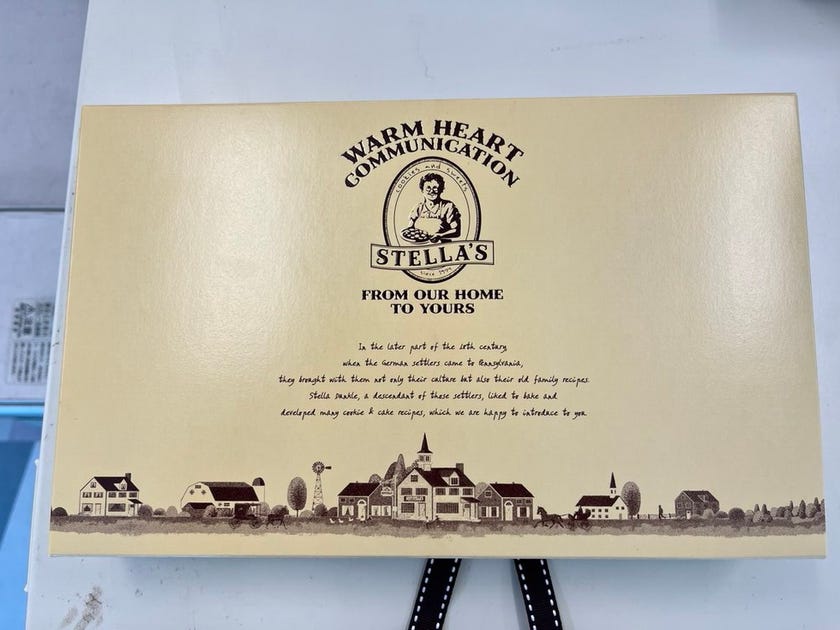 WARM HEART
COMMUNICATION
cookies and sweets
STELLA'S
FROM OUR HOME
TO YOURS
In the later part of the
when the German settlers came to Pennsylvania,
they brought with them not only their culture but also their old family recipes.
Stella Dunkle, a descendant of these settlers, liked to bake and
developed many cookie & cake recipes, which we are happy to introduce to you.